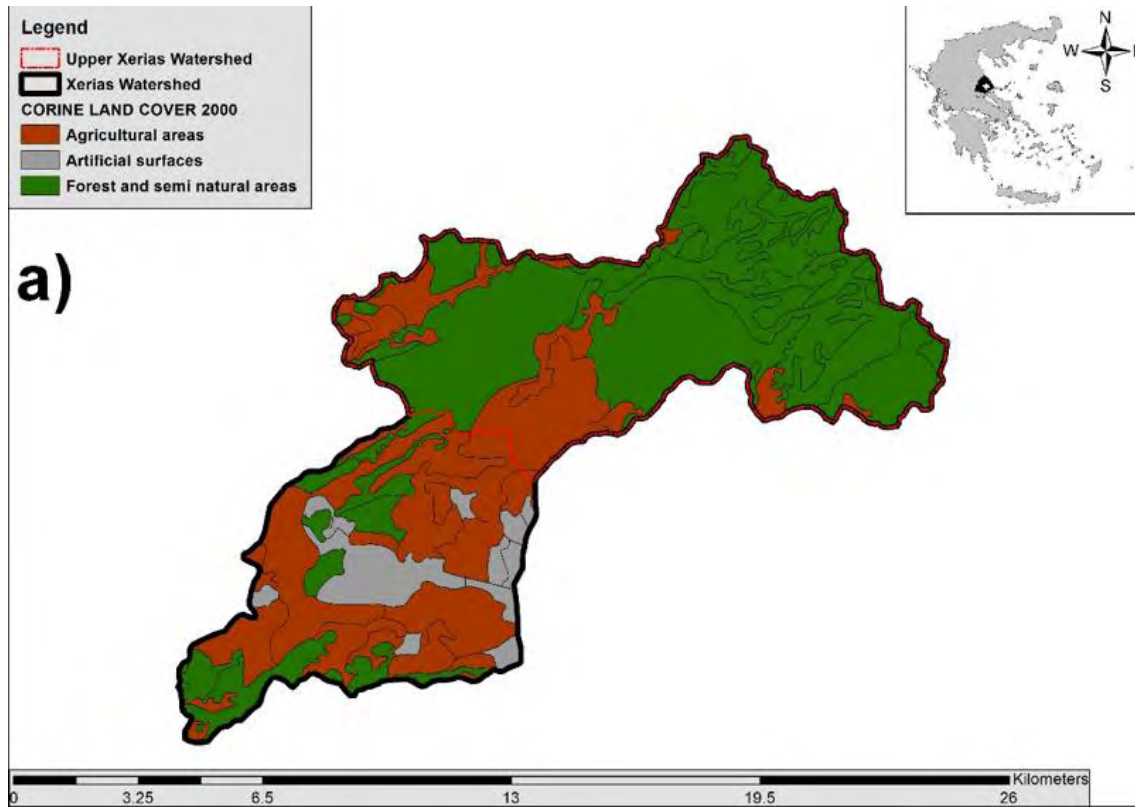 Legend
Upper Xerias Watershed
Xerias Watershed
CORINE LAND COVER 2000
Agricultural areas
Artificial surfaces
Forest and semi natural areas
N
W
S
a)
Kilometers
0 3.25 6.5 13 19.5 26